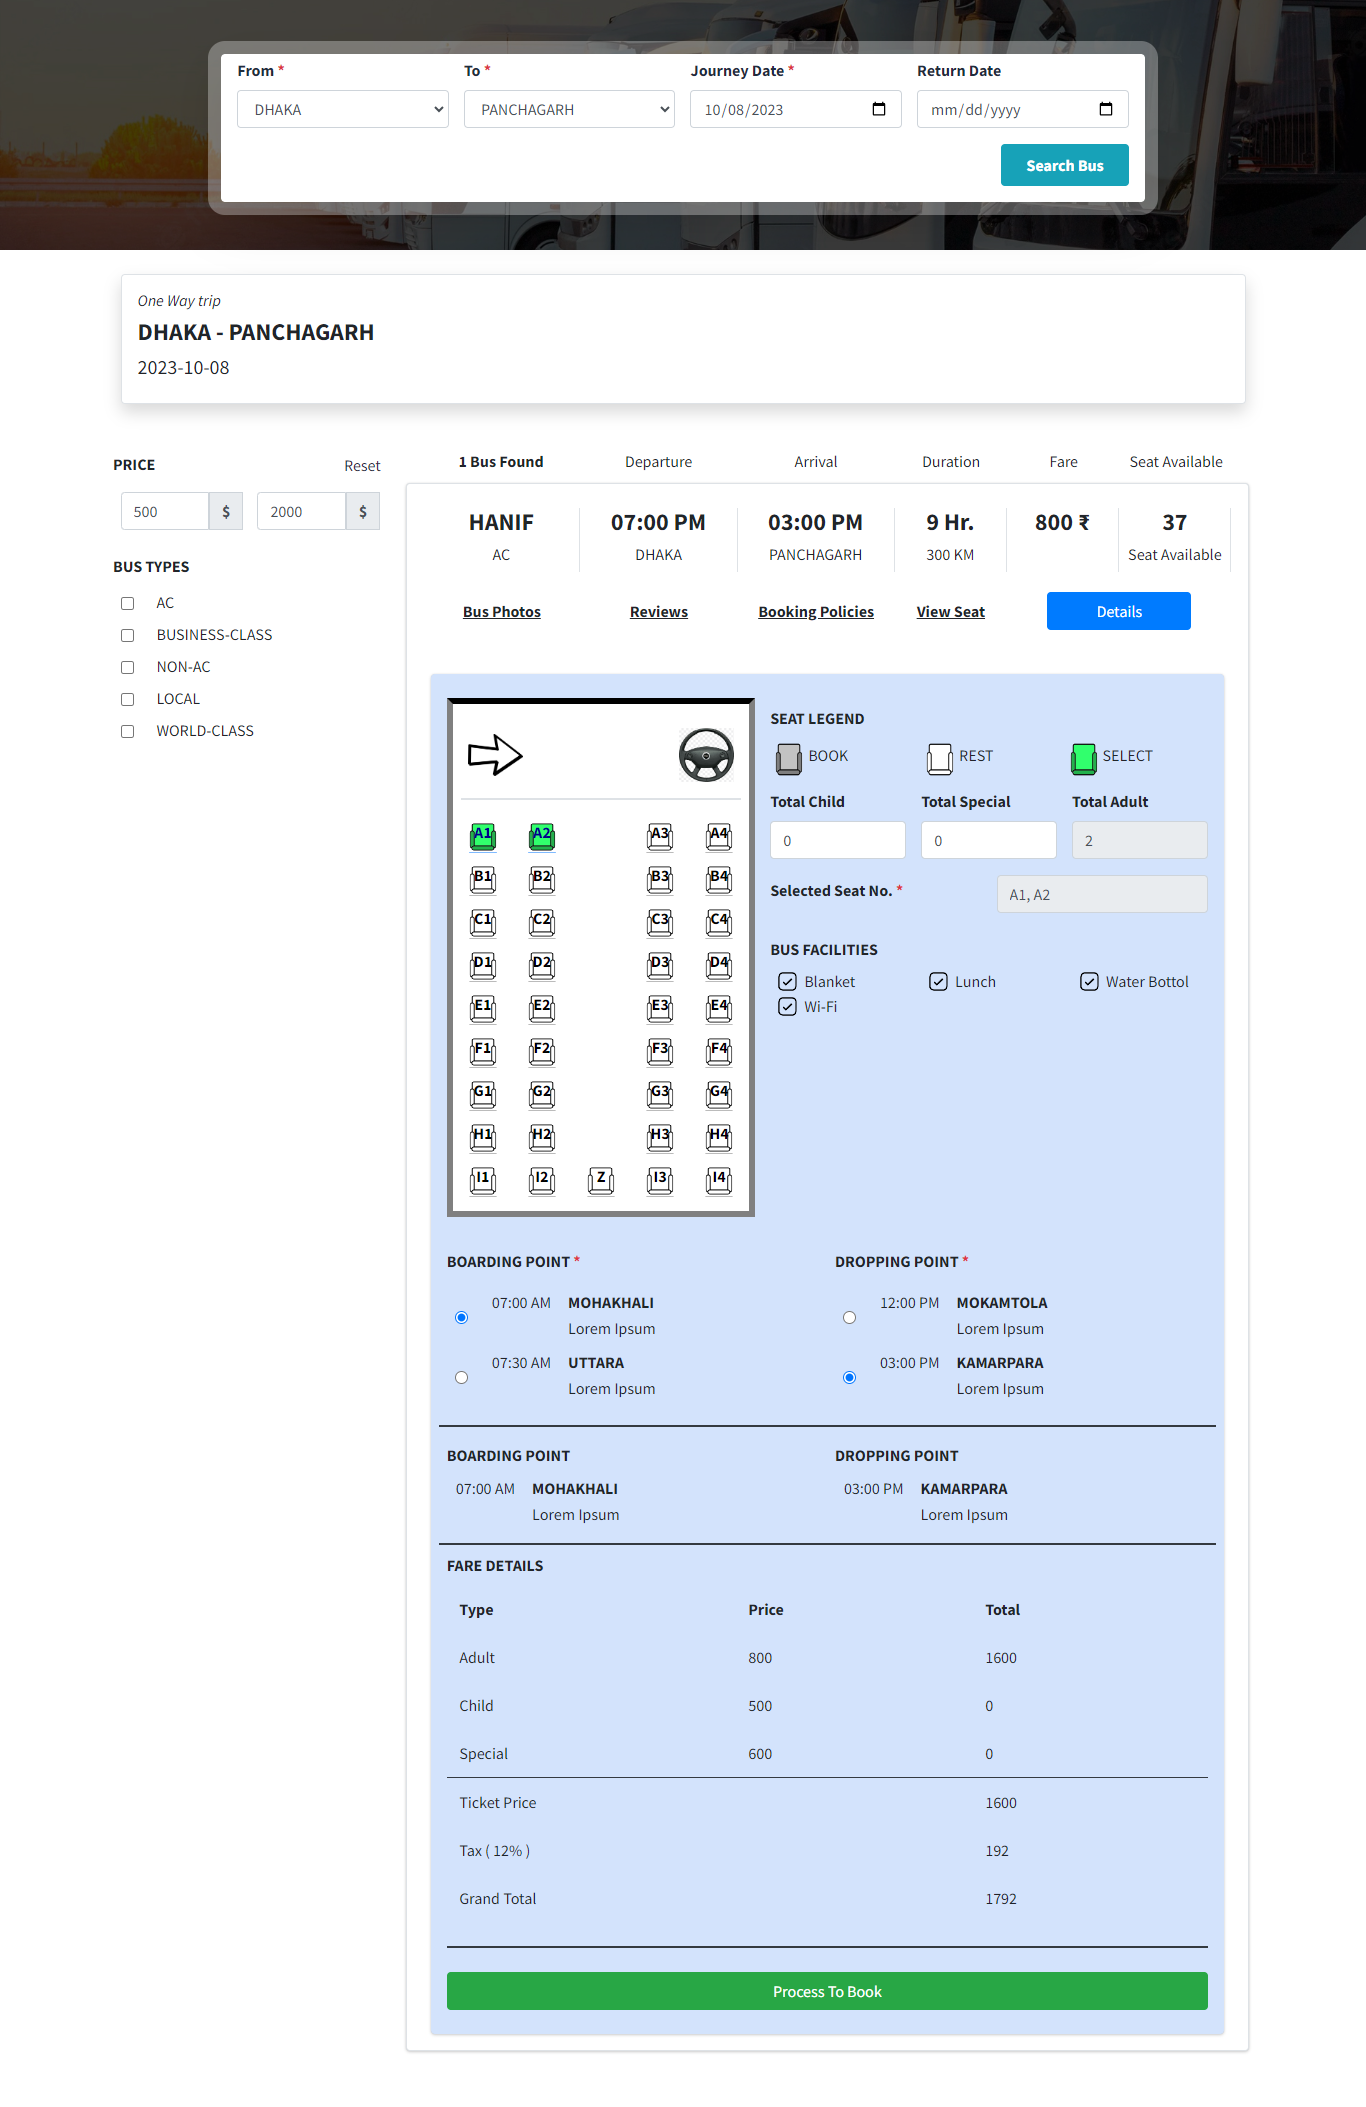 From * To * Journey Date * Return Date
DHAKA PANCHAGARH 10/08/2023 mm/dd/yyyy
Search Bus
One Way trip
DHAKA - PANCHAGARH
2023-10-08
PRICE Reset
500 $ 2000 $
BUS TYPES
AC
BUSINESS-CLASS
NON-AC
LOCAL
WORLD-CLASS
1 Bus Found Departure Arrival Duration Fare Seat Available
HANIF 07:00 PM 03:00 PM 9 Hr. 800 ₹ 37
AC DHAKA PANCHAGARH 300 KM Seat Available
Bus Photos Reviews Booking Policies View Seat Details
A1 A2 A3 A4
B1 B2 B3 B4
C1 C2 C3 C4
D1 D2 D3 D4
E1 E2 E3 E4
F1 F2 F3 F4
G1 G2 G3 G4
H1 H2 H3 H4
I1 I2 Z I3 I4
SEAT LEGEND
BOOK REST SELECT
Total Child Total Special Total Adult
0 0 2
Selected Seat No. * A1, A2
BUS FACILITIES
Blanket Lunch Water Bottol
Wi-Fi
BOARDING POINT * DROPPING POINT *
07:00 AM MOHAKHALI 12:00 PM MOKAMTOLA
Lorem Ipsum Lorem Ipsum
07:30 AM UTTARA 03:00 PM KAMARPARA
Lorem Ipsum Lorem Ipsum
BOARDING POINT DROPPING POINT
07:00 AM MOHAKHALI 03:00 PM KAMARPARA
Lorem Ipsum Lorem Ipsum
FARE DETAILS
Type Price Total
Adult 800 1600
Child 500 0
Special 600 0
Ticket Price 1600
Tax ( 12% ) 192
Grand Total 1792
Process To Book